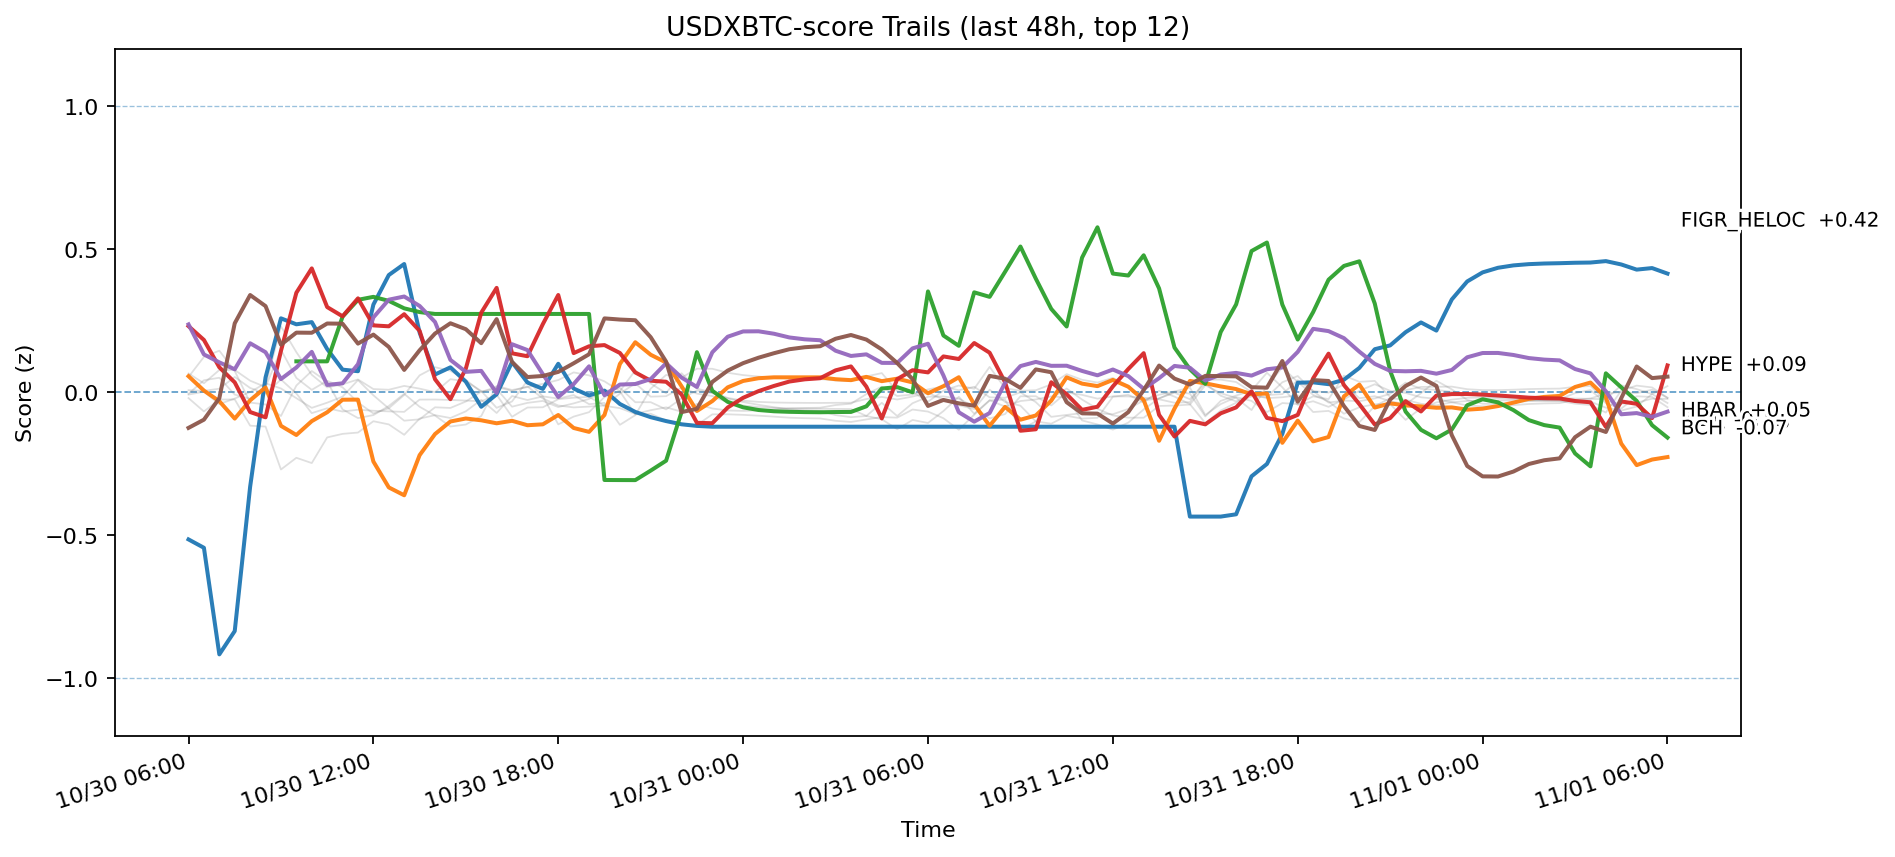 USDXBTC-score Trails (last 48h, top 12)
Score (z)
1.0
0.5
0.0
−0.5
−1.0
FIGR_HELOC +0.42
HYPE +0.09
HBAR +0.05
BCH -0.07
10/30 06:00
10/30 12:00
10/30 18:00
10/31 00:00
10/31 06:00
10/31 12:00
10/31 18:00
11/01 00:00
11/01 06:00
Time